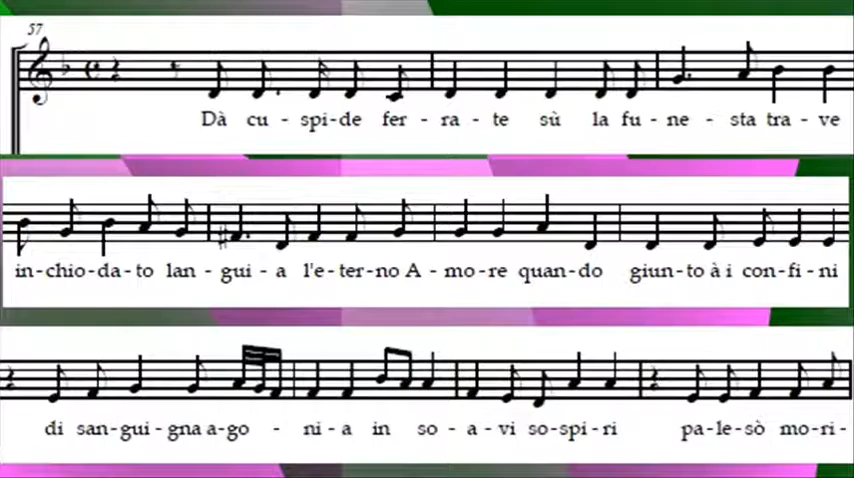 57
Dà cu - spi-de fer - ra - te sù la fu - ne - sta tra - ve
in-chio-da-to lan - gui - a l'e-ter-no A - mo-re quan-do giun-to à i con-fi-ni
di san-gui-gna a-go - ni - a in so - a - vi so-spi-ri pa-le-sò mo-ri-